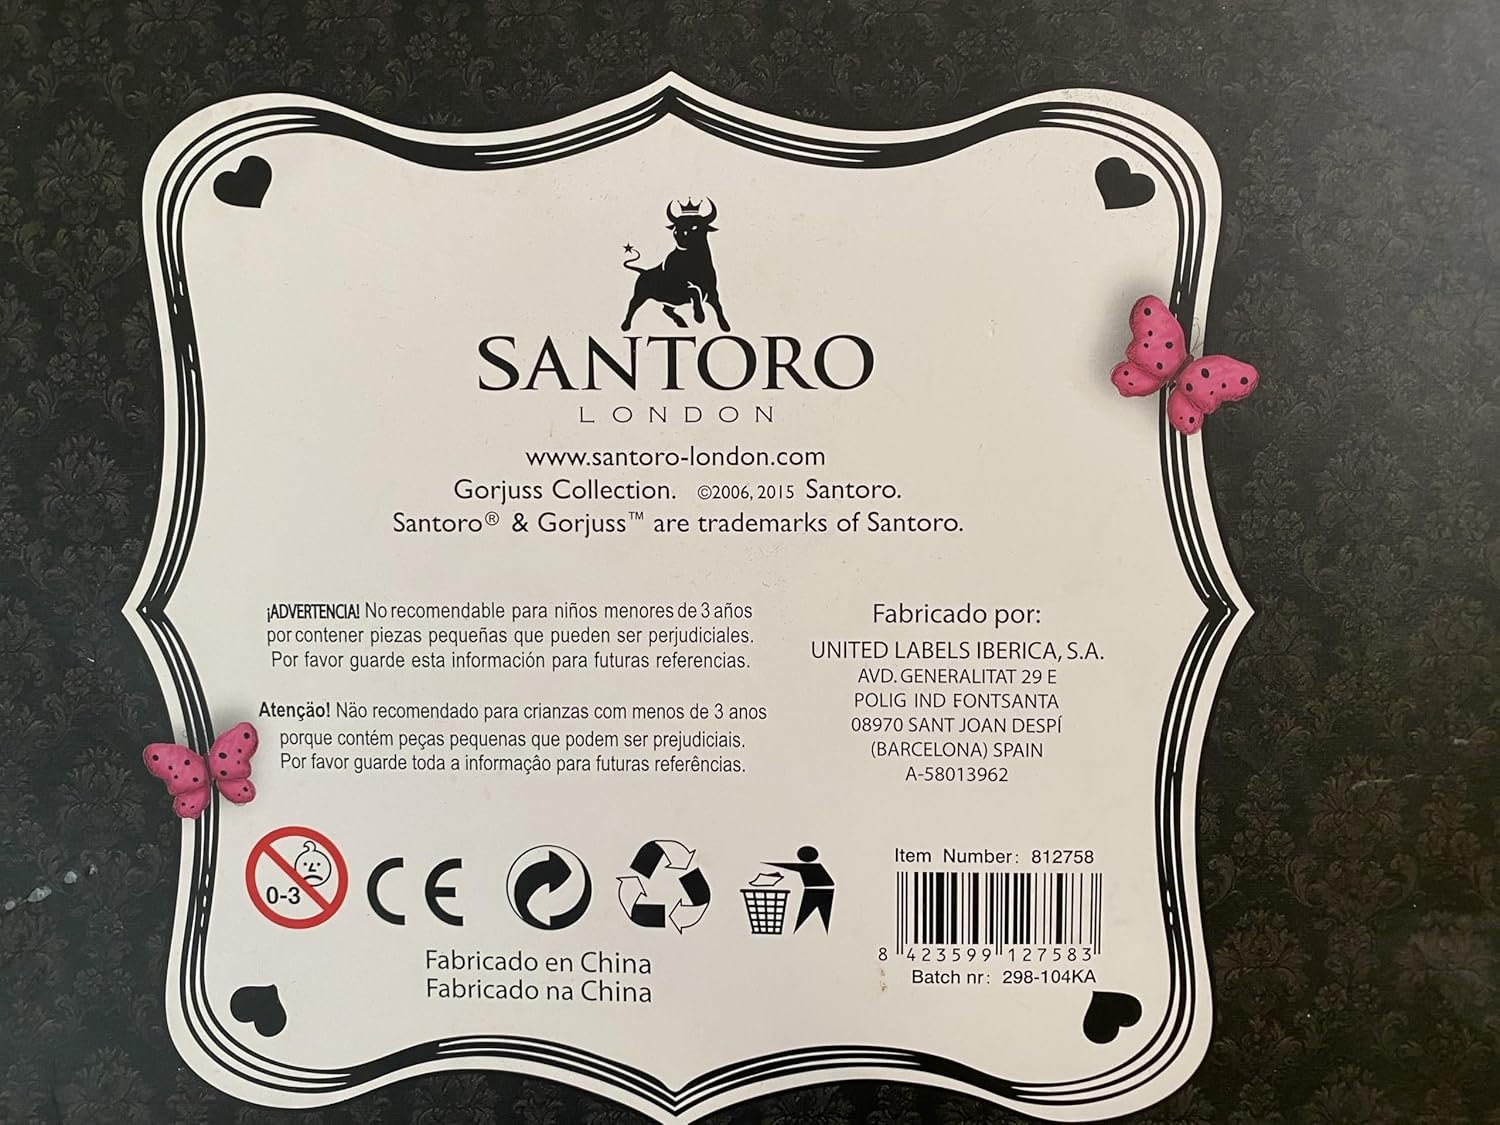 SANTORO
LONDON
www.santoro-london.com
Gorjuss Collection. ©2006, 2015 Santoro.
Santoro® & Gorjuss™ are trademarks of Santoro.
¡ADVERTENCIA! No recomendable para niños menores de 3 años
por contener piezas pequeñas que pueden ser perjudiciales.
Por favor guarde esta información para futuras referencias.
Atenção! Não recomendado para crianzas com menos de 3 anos
porque contém peças pequenas que podem ser prejudiciais.
Por favor guarde toda a informaçâo para futuras referências.
Fabricado por:
UNITED LABELS IBERICA, S.A.
AVD. GENERALITAT 29 E
POLIG IND FONTSANTA
08970 SANT JOAN DESPÍ
(BARCELONA) SPAIN
A-58013962
0-3
CE
Fabricado en China
Fabricado na China
Item Number: 812758
8 423599 127583
Batch nr: 298-104KA